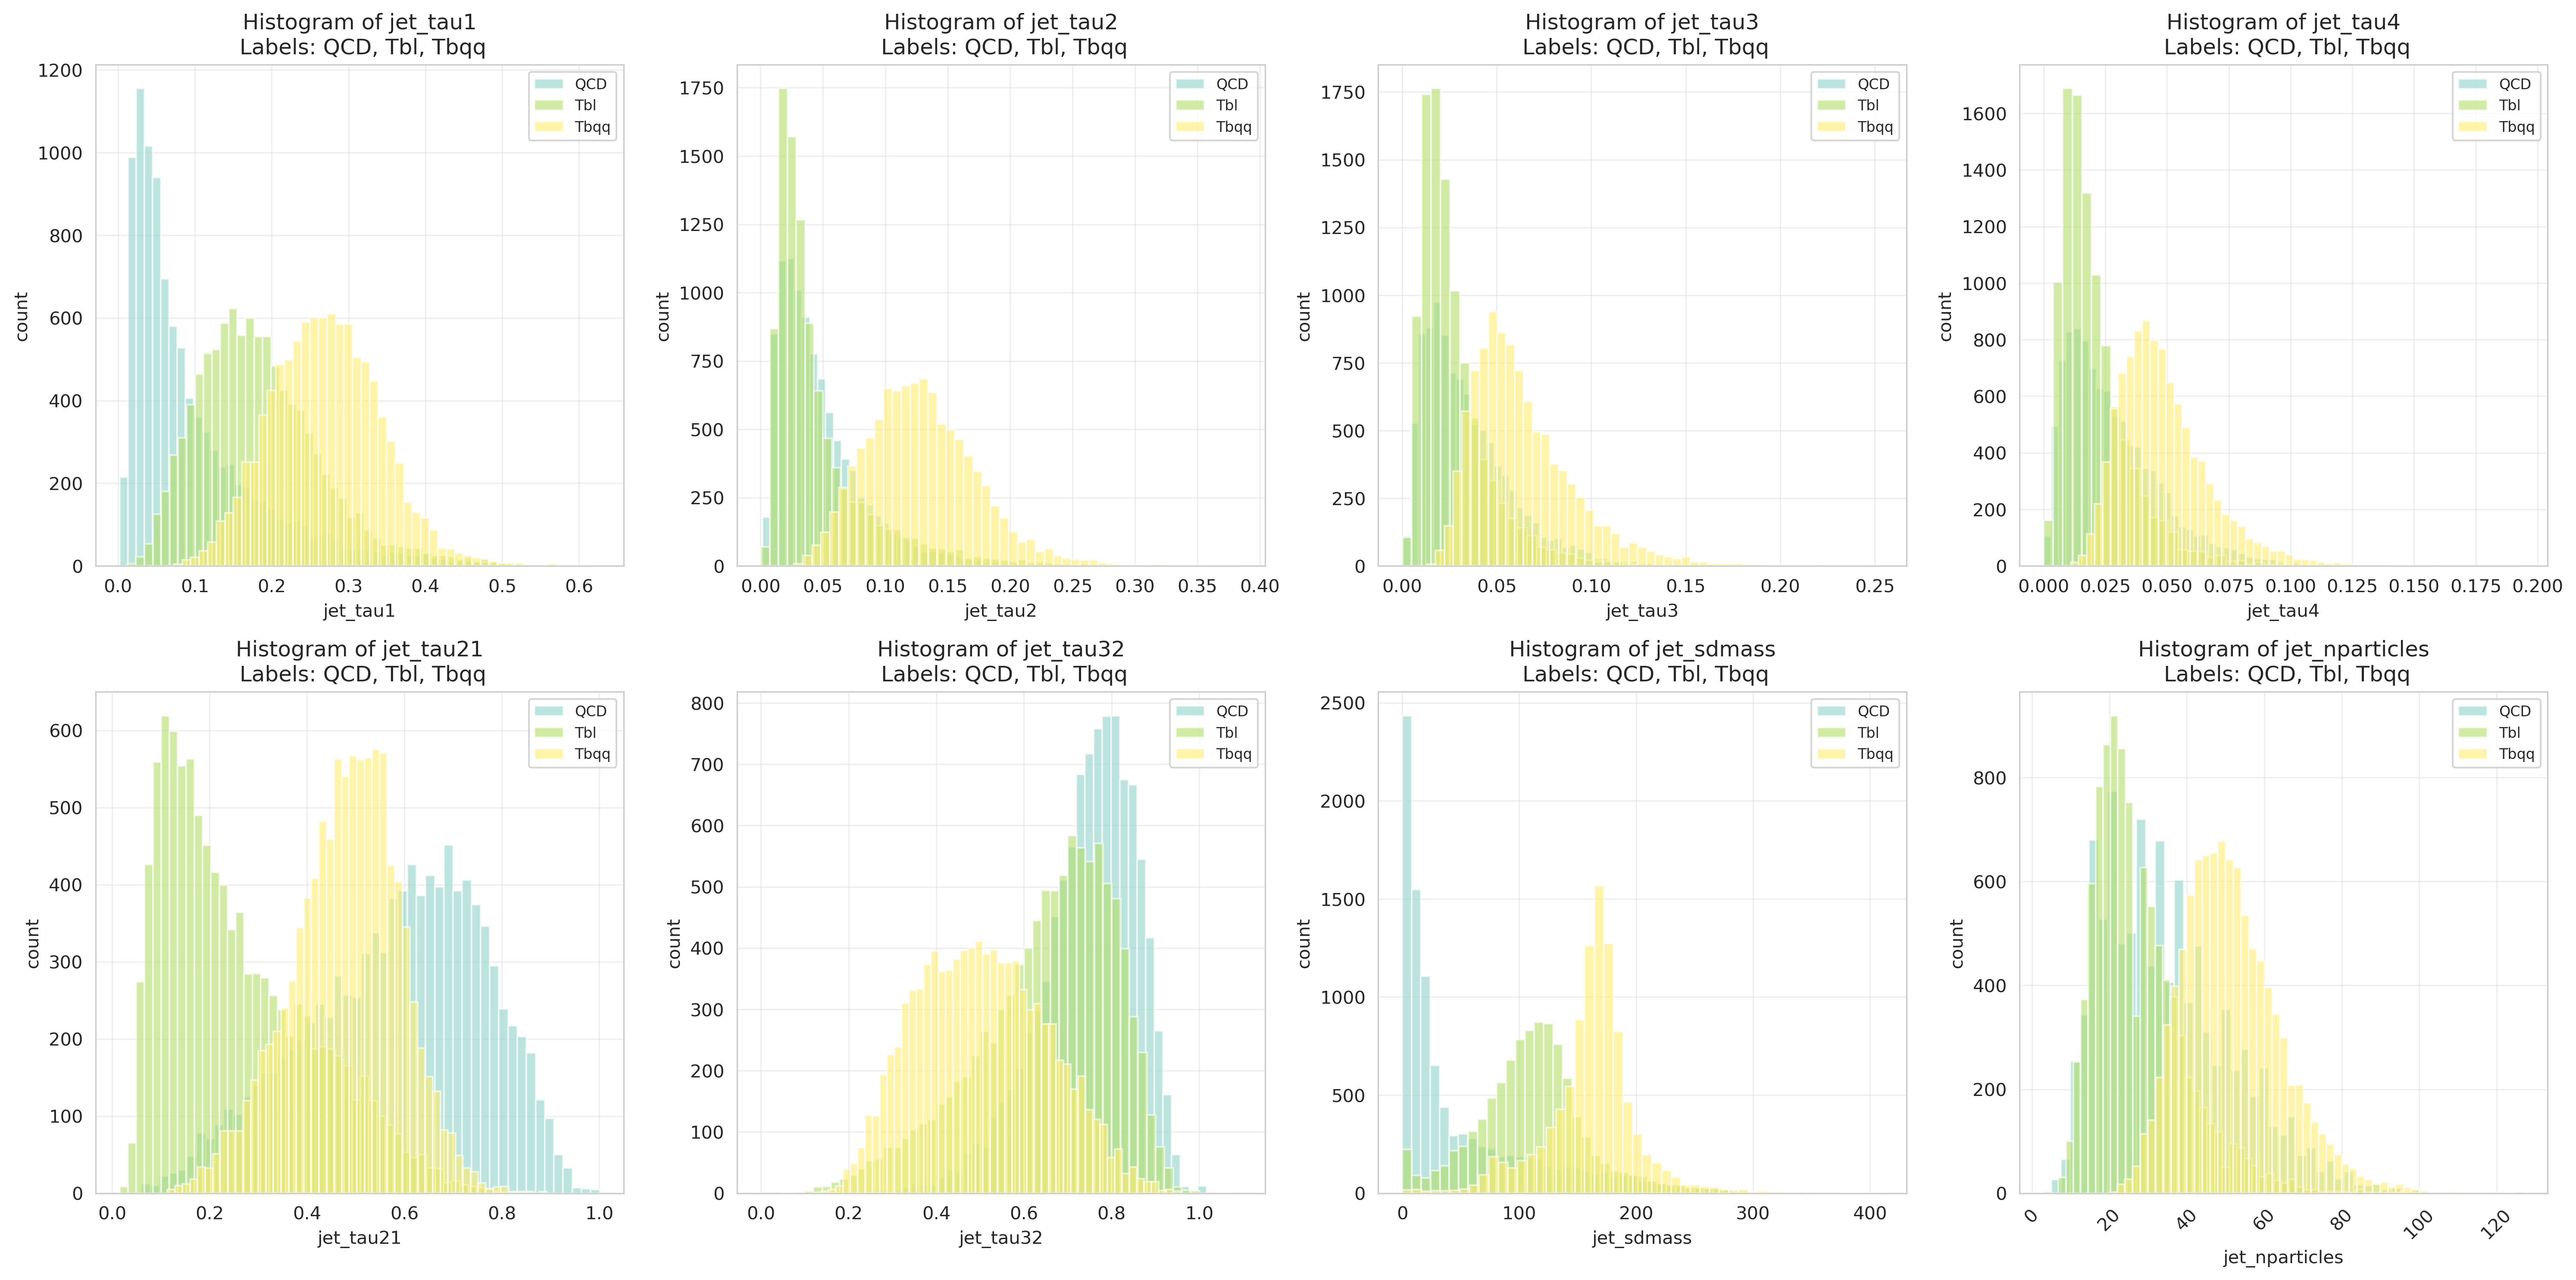 Histogram of jet_tau1
Labels: QCD, Tbl, Tbqq
1200
1000
800
600
400
200
0
count
QCD
Tbl
Tbqq
0.0 0.1 0.2 0.3 0.4 0.5 0.6
jet_tau1
Histogram of jet_tau2
Labels: QCD, Tbl, Tbqq
1750
1500
1250
1000
750
500
250
0
count
QCD
Tbl
Tbqq
0.00 0.05 0.10 0.15 0.20 0.25 0.30 0.35 0.40
jet_tau2
Histogram of jet_tau3
Labels: QCD, Tbl, Tbqq
1750
1500
1250
1000
750
500
250
0
count
QCD
Tbl
Tbqq
0.00 0.05 0.10 0.15 0.20 0.25
jet_tau3
Histogram of jet_tau4
Labels: QCD, Tbl, Tbqq
1600
1400
1200
1000
800
600
400
200
0
count
QCD
Tbl
Tbqq
0.000 0.025 0.050 0.075 0.100 0.125 0.150 0.175 0.200
jet_tau4
Histogram of jet_tau21
Labels: QCD, Tbl, Tbqq
600
500
400
300
200
100
0
count
QCD
Tbl
Tbqq
0.0 0.2 0.4 0.6 0.8 1.0
jet_tau21
Histogram of jet_tau32
Labels: QCD, Tbl, Tbqq
800
700
600
500
400
300
200
100
0
count
QCD
Tbl
Tbqq
0.0 0.2 0.4 0.6 0.8 1.0
jet_tau32
Histogram of jet_sdmass
Labels: QCD, Tbl, Tbqq
2500
2000
1500
1000
500
0
count
QCD
Tbl
Tbqq
0 100 200 300 400
jet_sdmass
Histogram of jet_nparticles
Labels: QCD, Tbl, Tbqq
800
600
400
200
0
count
QCD
Tbl
Tbqq
0 20 40 60 80 100 120
jet_nparticles